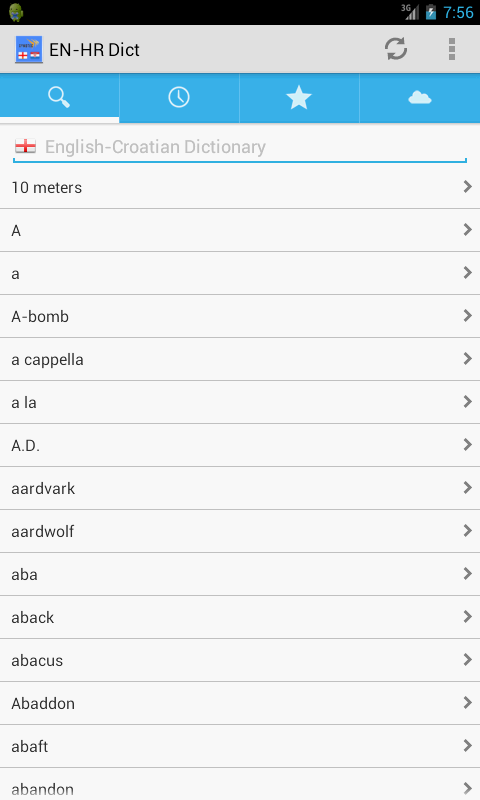 3G
7:56
EN-HR Dict
English-Croatian Dictionary
10 meters
A
a
A-bomb
a cappella
a la
A.D.
aardvark
aardwolf
aba
aback
abacus
Abaddon
abaft
abandon